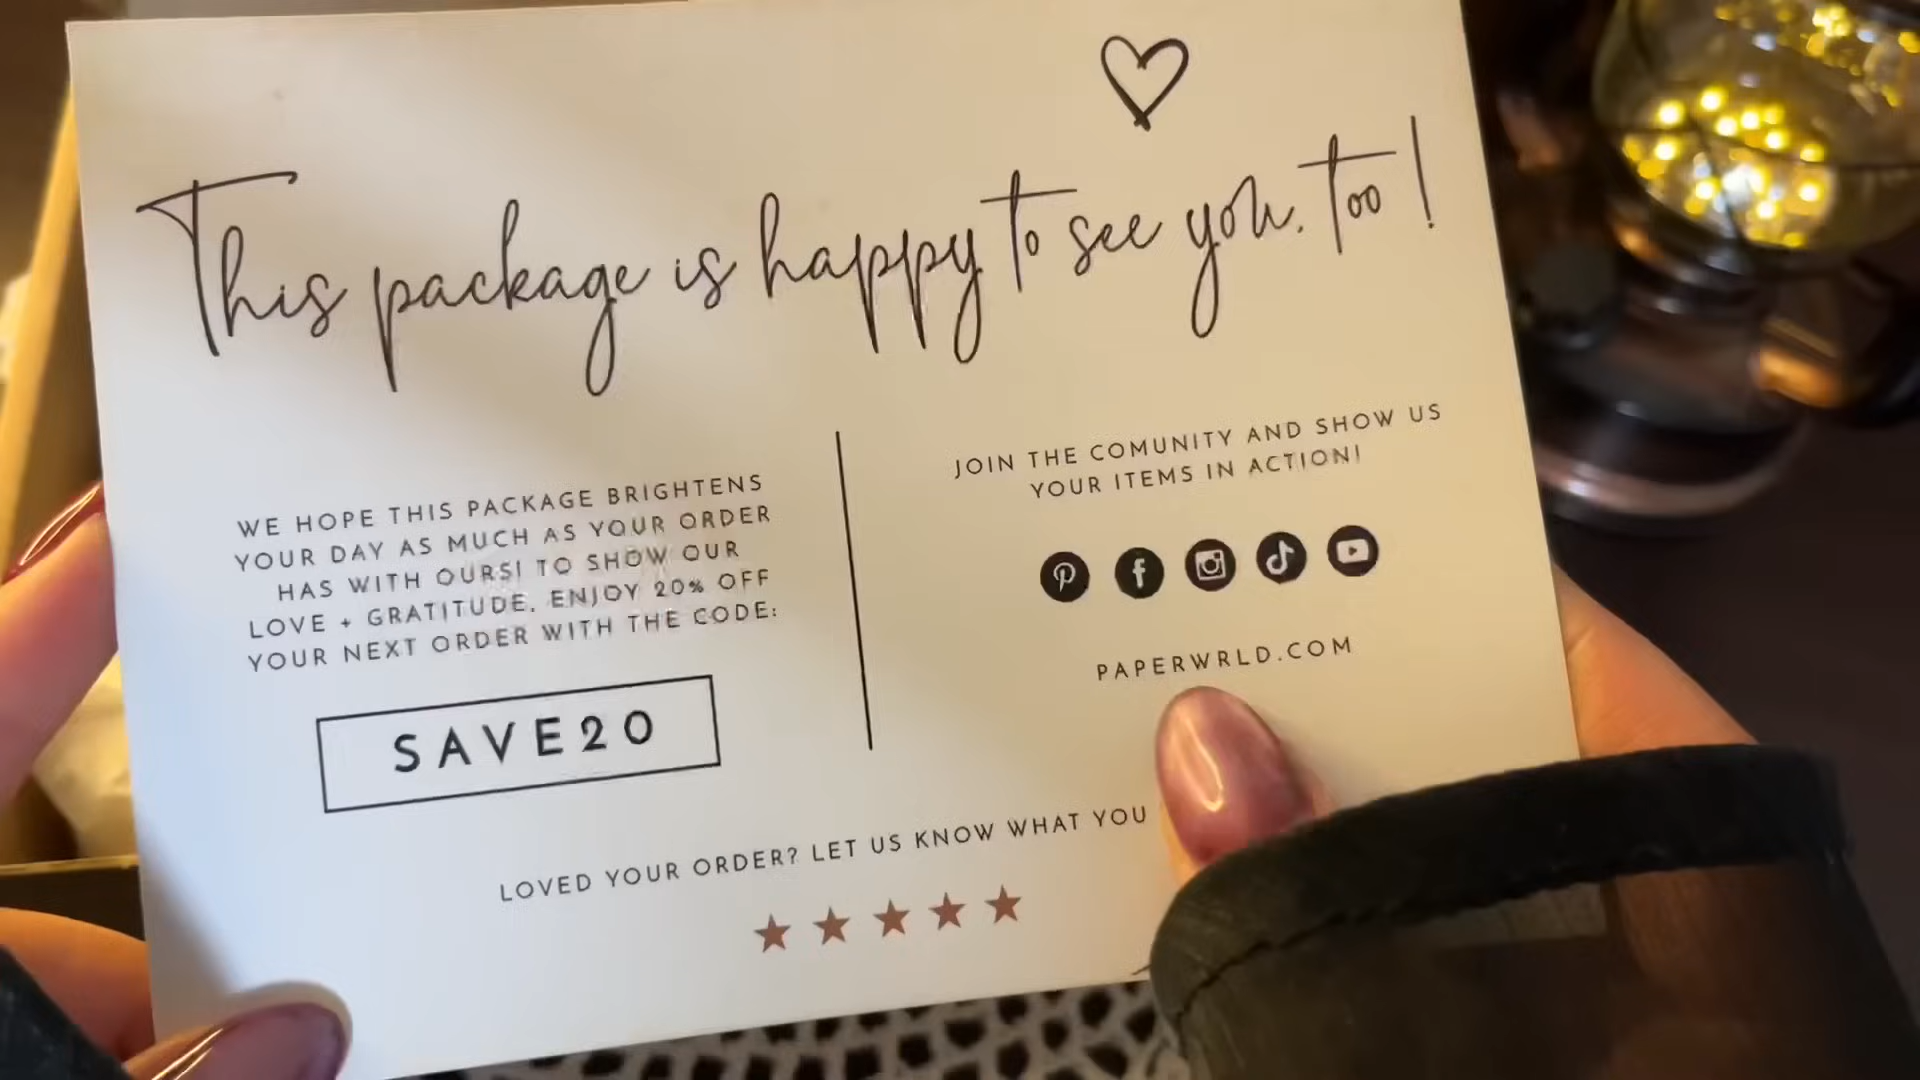 This package is happy to see you, too!
WE HOPE THIS PACKAGE BRIGHTENS
YOUR DAY AS MUCH AS YOUR ORDER
HAS WITH OURS! TO SHOW OUR
LOVE + GRATITUDE, ENJOY 20% OFF
YOUR NEXT ORDER WITH THE CODE:
SAVE20
JOIN THE COMUNITY AND SHOW US
YOUR ITEMS IN ACTION!
PAPERWRLD.COM
LOVED YOUR ORDER? LET US KNOW WHAT YOU